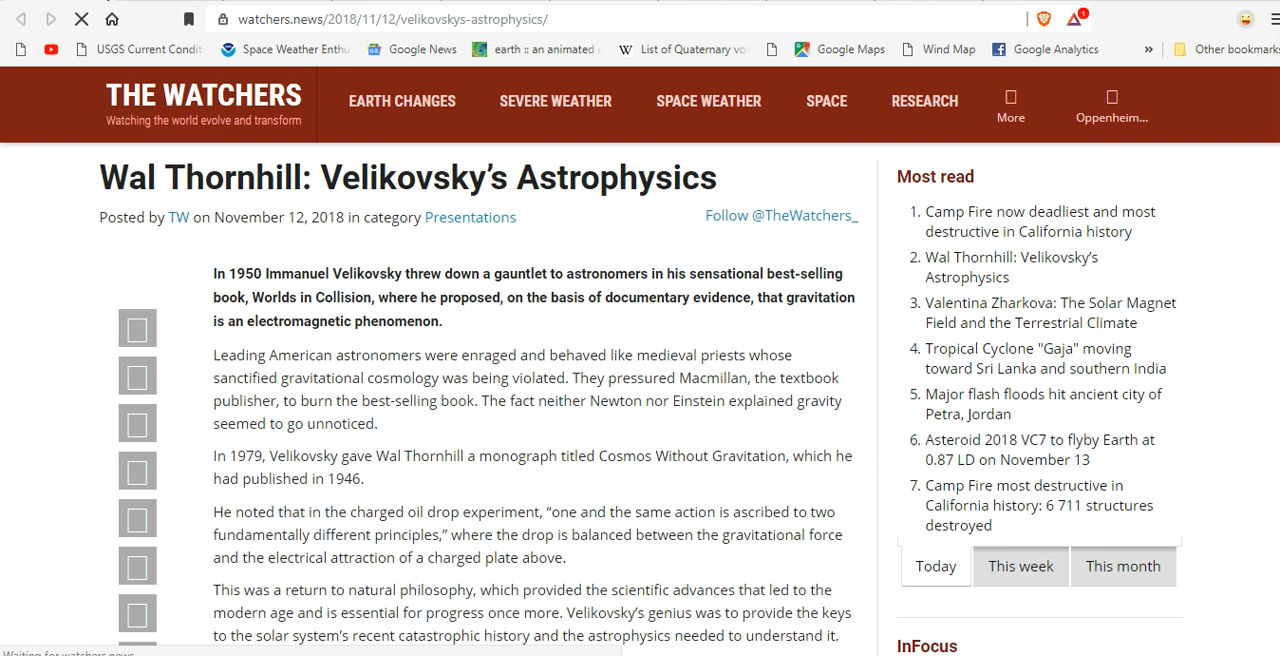 watchers.news/2018/11/12/velikovskys-astrophysics/
1
USGS Current Condit
Space Weather Enthu
Google News
earth :: an animated
W
List of Quaternary vo
Google Maps
Wind Map
Google Analytics
»
Other bookmarks
THE WATCHERS
Watching the world evolve and transform
EARTH CHANGES
SEVERE WEATHER
SPACE WEATHER
SPACE
RESEARCH
More
Oppenheim...
Wal Thornhill: Velikovsky’s Astrophysics
Posted by TW on November 12, 2018 in category Presentations
Follow @TheWatchers_
In 1950 Immanuel Velikovsky threw down a gauntlet to astronomers in his sensational best-selling
book, Worlds in Collision, where he proposed, on the basis of documentary evidence, that gravitation
is an electromagnetic phenomenon.
Leading American astronomers were enraged and behaved like medieval priests whose
sanctified gravitational cosmology was being violated. They pressured Macmillan, the textbook
publisher, to burn the best-selling book. The fact neither Newton nor Einstein explained gravity
seemed to go unnoticed.
In 1979, Velikovsky gave Wal Thornhill a monograph titled Cosmos Without Gravitation, which he
had published in 1946.
He noted that in the charged oil drop experiment, “one and the same action is ascribed to two
fundamentally different principles,” where the drop is balanced between the gravitational force
and the electrical attraction of a charged plate above.
This was a return to natural philosophy, which provided the scientific advances that led to the
modern age and is essential for progress once more. Velikovsky’s genius was to provide the keys
to the solar system’s recent catastrophic history and the astrophysics needed to understand it.
Most read
1. Camp Fire now deadliest and most
destructive in California history
2. Wal Thornhill: Velikovsky’s
Astrophysics
3. Valentina Zharkova: The Solar Magnet
Field and the Terrestrial Climate
4. Tropical Cyclone "Gaja" moving
toward Sri Lanka and southern India
5. Major flash floods hit ancient city of
Petra, Jordan
6. Asteroid 2018 VC7 to flyby Earth at
0.87 LD on November 13
7. Camp Fire most destructive in
California history: 6 711 structures
destroyed
Today
This week
This month
InFocus
Waiting for watchers.news